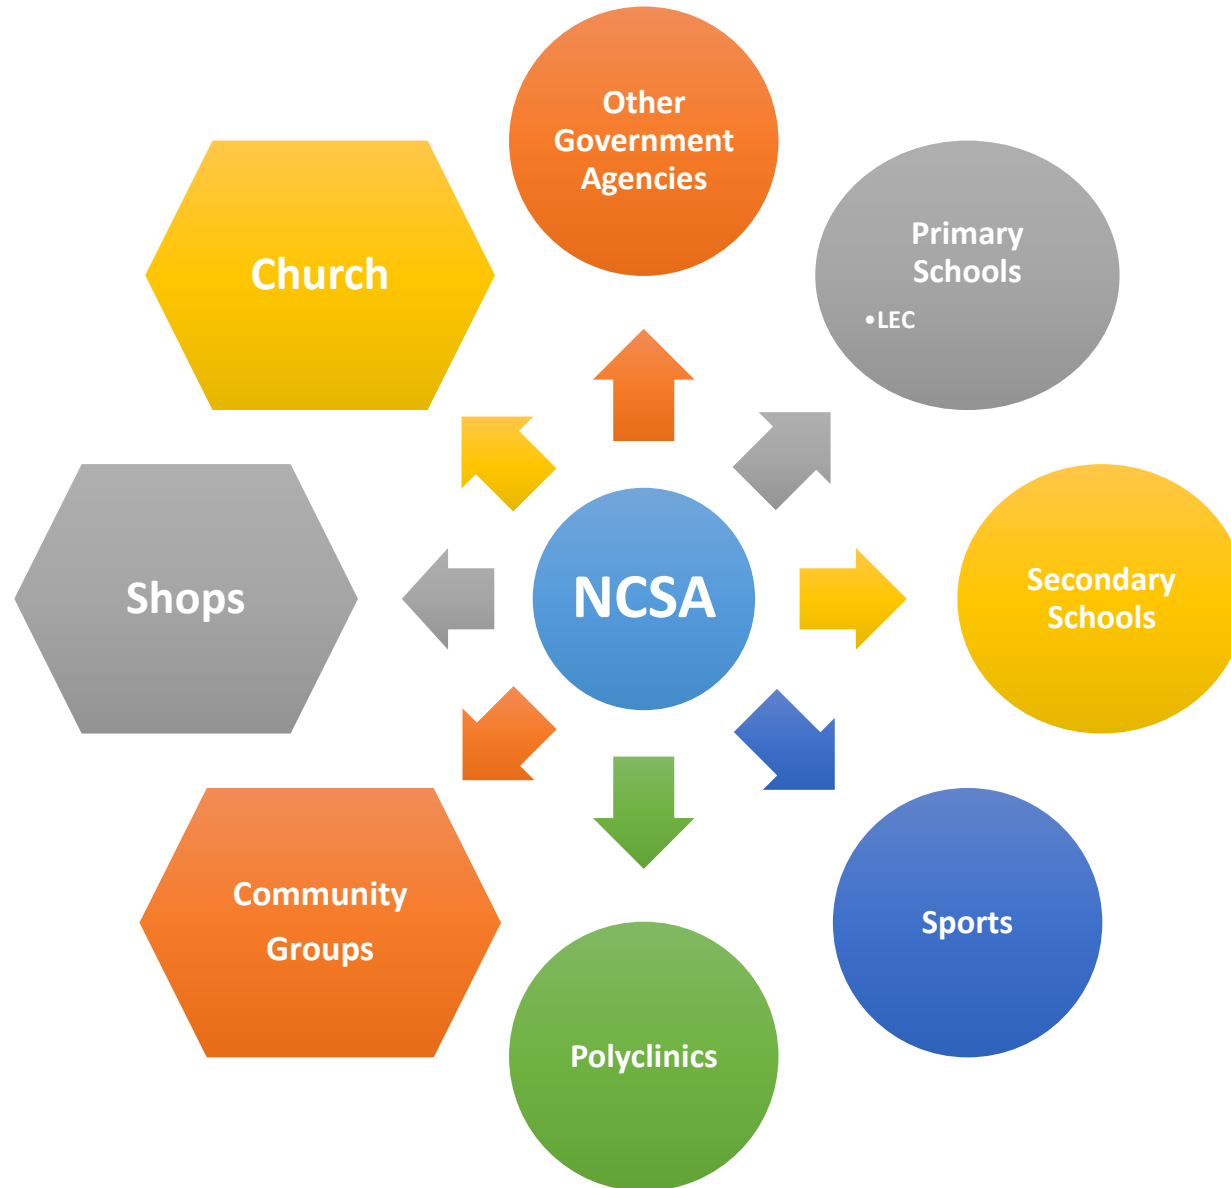 Other
Government
Agencies
Primary
Schools
•LEC
Church
NCSA
Secondary
Schools
Shops
Sports
Community
Groups
Polyclinics